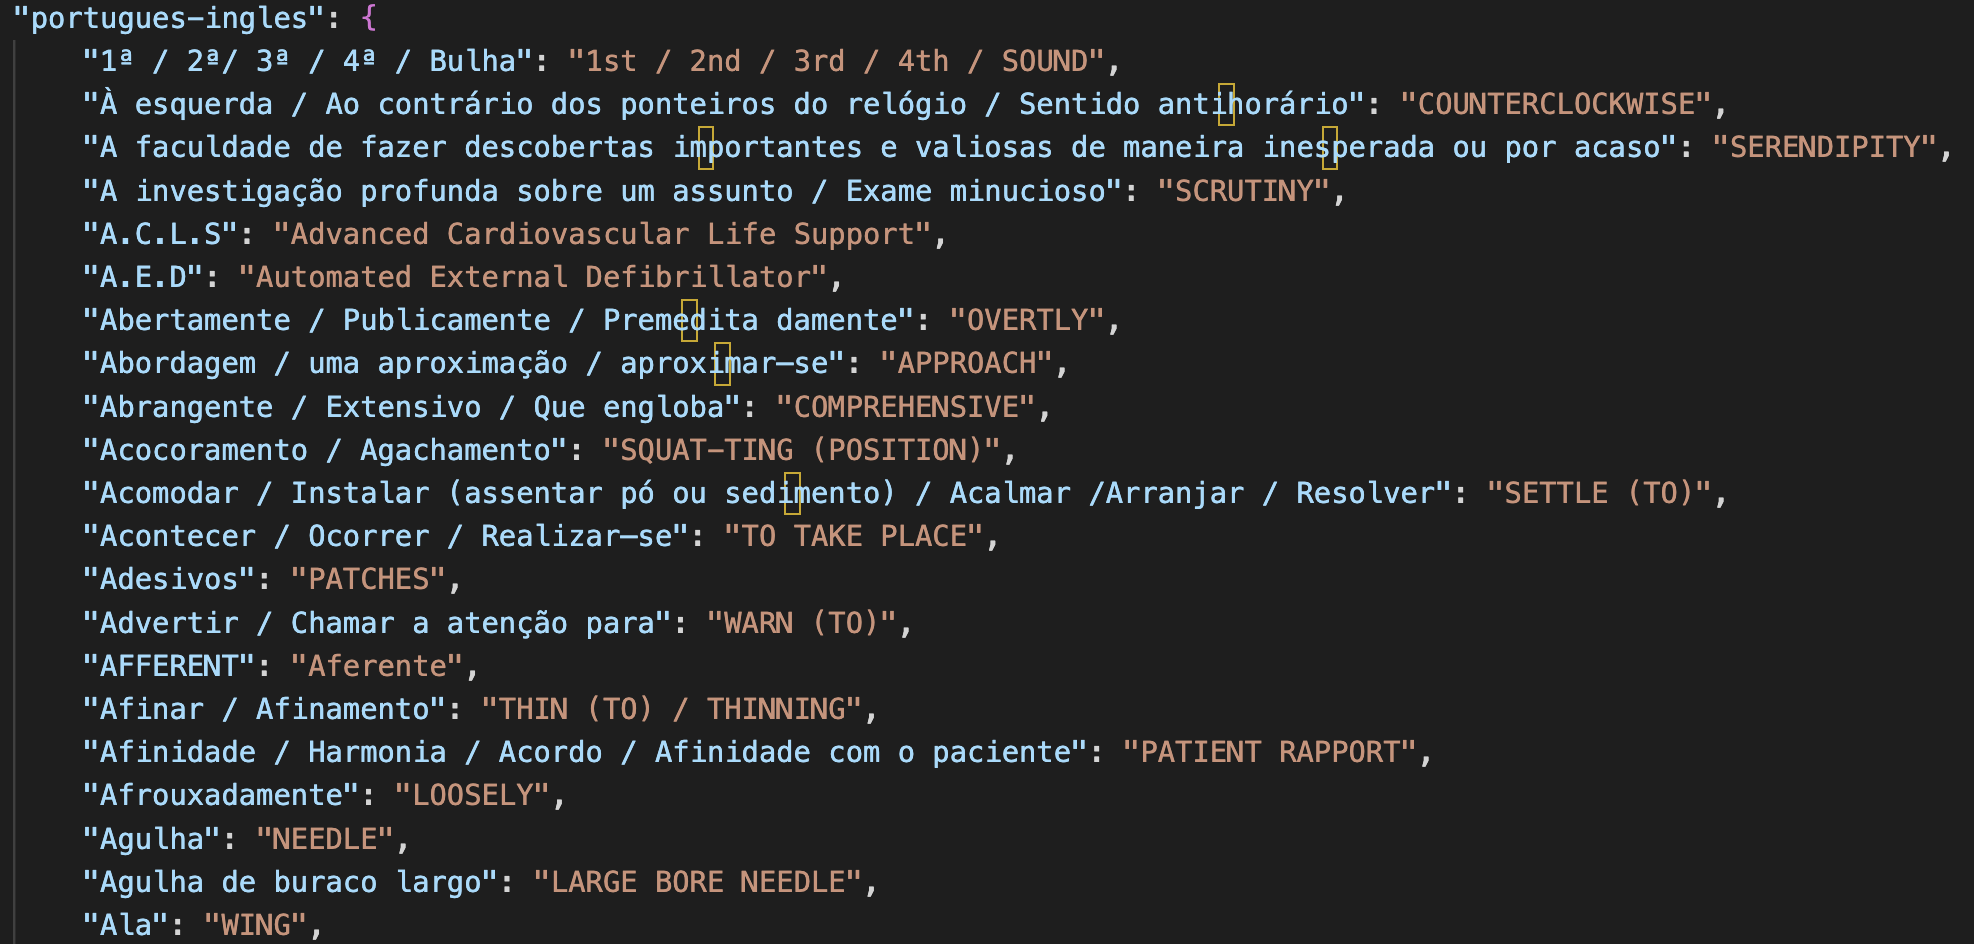 "portugues-ingles": {
"1ª / 2ª/ 3ª / 4ª / Bulha": "1st / 2nd / 3rd / 4th / SOUND",
"À esquerda / Ao contrário dos ponteiros do relógio / Sentido antihorário": "COUNTERCLOCKWISE",
"A faculdade de fazer descobertas importantes e valiosas de maneira inesperada ou por acaso": "SERENDIPITY",
"A investigação profunda sobre um assunto / Exame minucioso": "SCRUTINY",
"A.C.L.S": "Advanced Cardiovascular Life Support",
"A.E.D": "Automated External Defibrillator",
"Abertamente / Publicamente / Premedita damente": "OVERTLY",
"Abordagem / uma aproximação / aproximar–se": "APPROACH",
"Abrangente / Extensivo / Que engloba": "COMPREHENSIVE",
"Acocoramento / Agachamento": "SQUAT-TING (POSITION)",
"Acomodar / Instalar (assentar pó ou sedimento) / Acalmar /Arranjar / Resolver": "SETTLE (TO)",
"Acontecer / Ocorrer / Realizar–se": "TO TAKE PLACE",
"Adesivos": "PATCHES",
"Advertir / Chamar a atenção para": "WARN (TO)",
"AFFERENT": "Aferente",
"Afinar / Afinamento": "THIN (TO) / THINNING",
"Afinidade / Harmonia / Acordo / Afinidade com o paciente": "PATIENT RAPPORT",
"Afrouxadamente": "LOOSELY",
"Agulha": "NEEDLE",
"Agulha de buraco largo": "LARGE BORE NEEDLE",
"Ala": "WING",